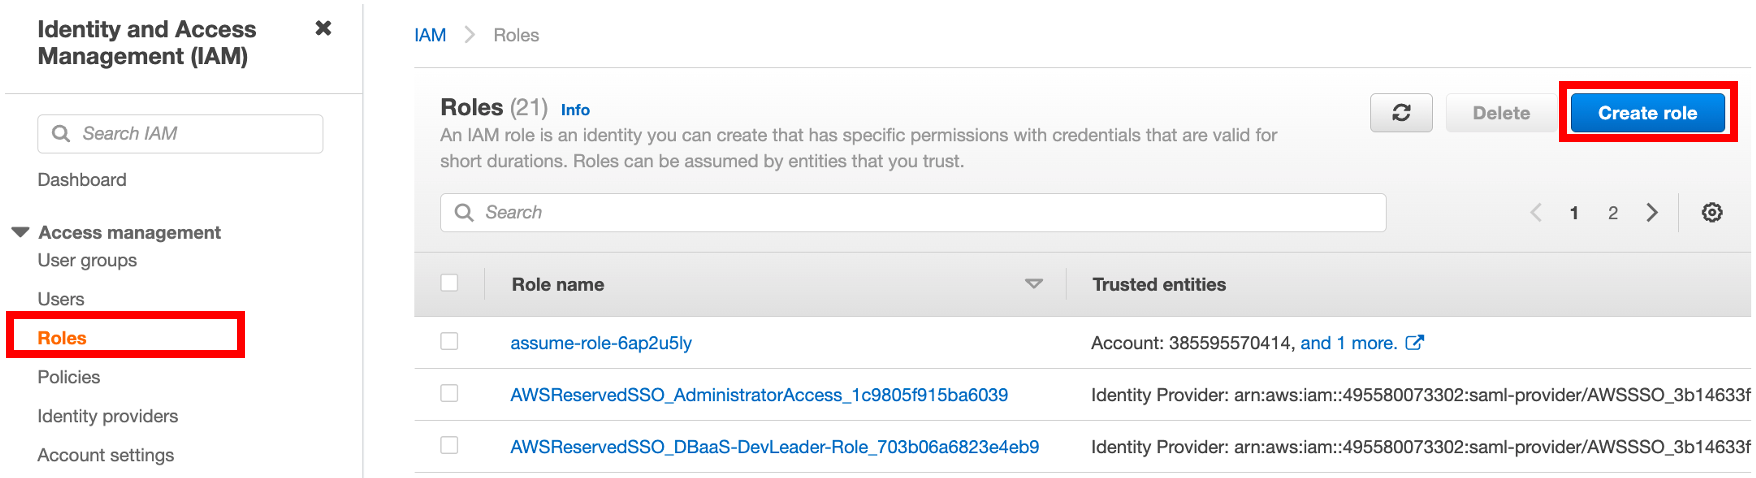 Identity and Access
Management (IAM)
Search IAM
Dashboard
Access management
User groups
Users
Roles
Policies
Identity providers
Account settings
IAM
Roles
Roles (21) Info
An IAM role is an identity you can create that has specific permissions with credentials that are valid for
short durations. Roles can be assumed by entities that you trust.
Delete
Create role
Search
1 2
Role name Trusted entities
assume-role-6ap2u5ly Account: 385595570414, and 1 more.
AWSReservedSSO_AdministratorAccess_1c9805f915ba6039 Identity Provider: arn:aws:iam::495580073302:saml-provider/AWSSSO_3b14633f
AWSReservedSSO_DBaaS-DevLeader-Role_703b06a6823e4eb9 Identity Provider: arn:aws:iam::495580073302:saml-provider/AWSSSO_3b14633f